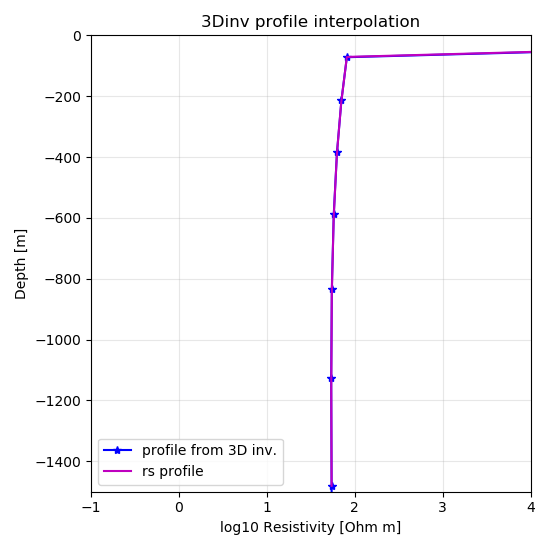 3Dinv profile interpolation
0
−200
−400
−600
−800
−1000
−1200
−1400
Depth [m]
profile from 3D inv.
rs profile
−1
0
1
2
3
4
log10 Resistivity [Ohm m]